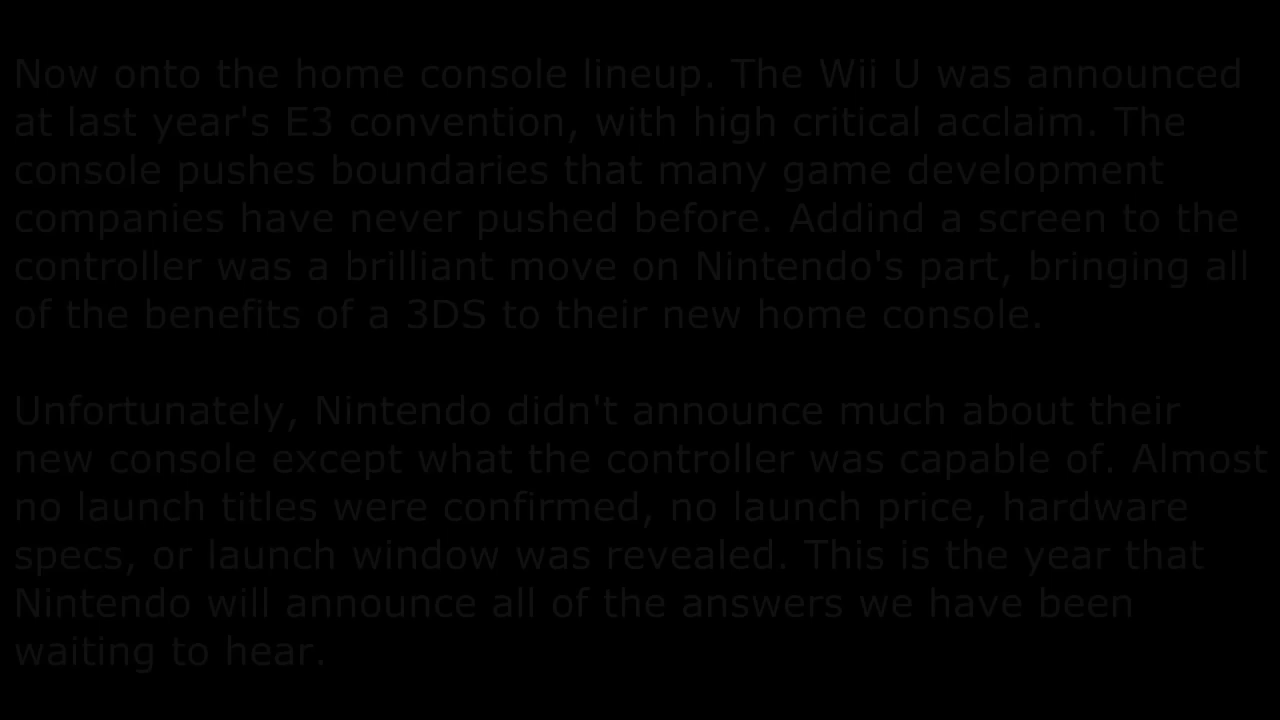 Now onto the home console lineup. The Wii U was announced
at last year's E3 convention, with high critical acclaim. The
console pushes boundaries that many game development
companies have never pushed before. Addind a screen to the
controller was a brilliant move on Nintendo's part, bringing all
of the benefits of a 3DS to their new home console.

Unfortunately, Nintendo didn't announce much about their
new console except what the controller was capable of. Almost
no launch titles were confirmed, no launch price, hardware
specs, or launch window was revealed. This is the year that
Nintendo will announce all of the answers we have been
waiting to hear.